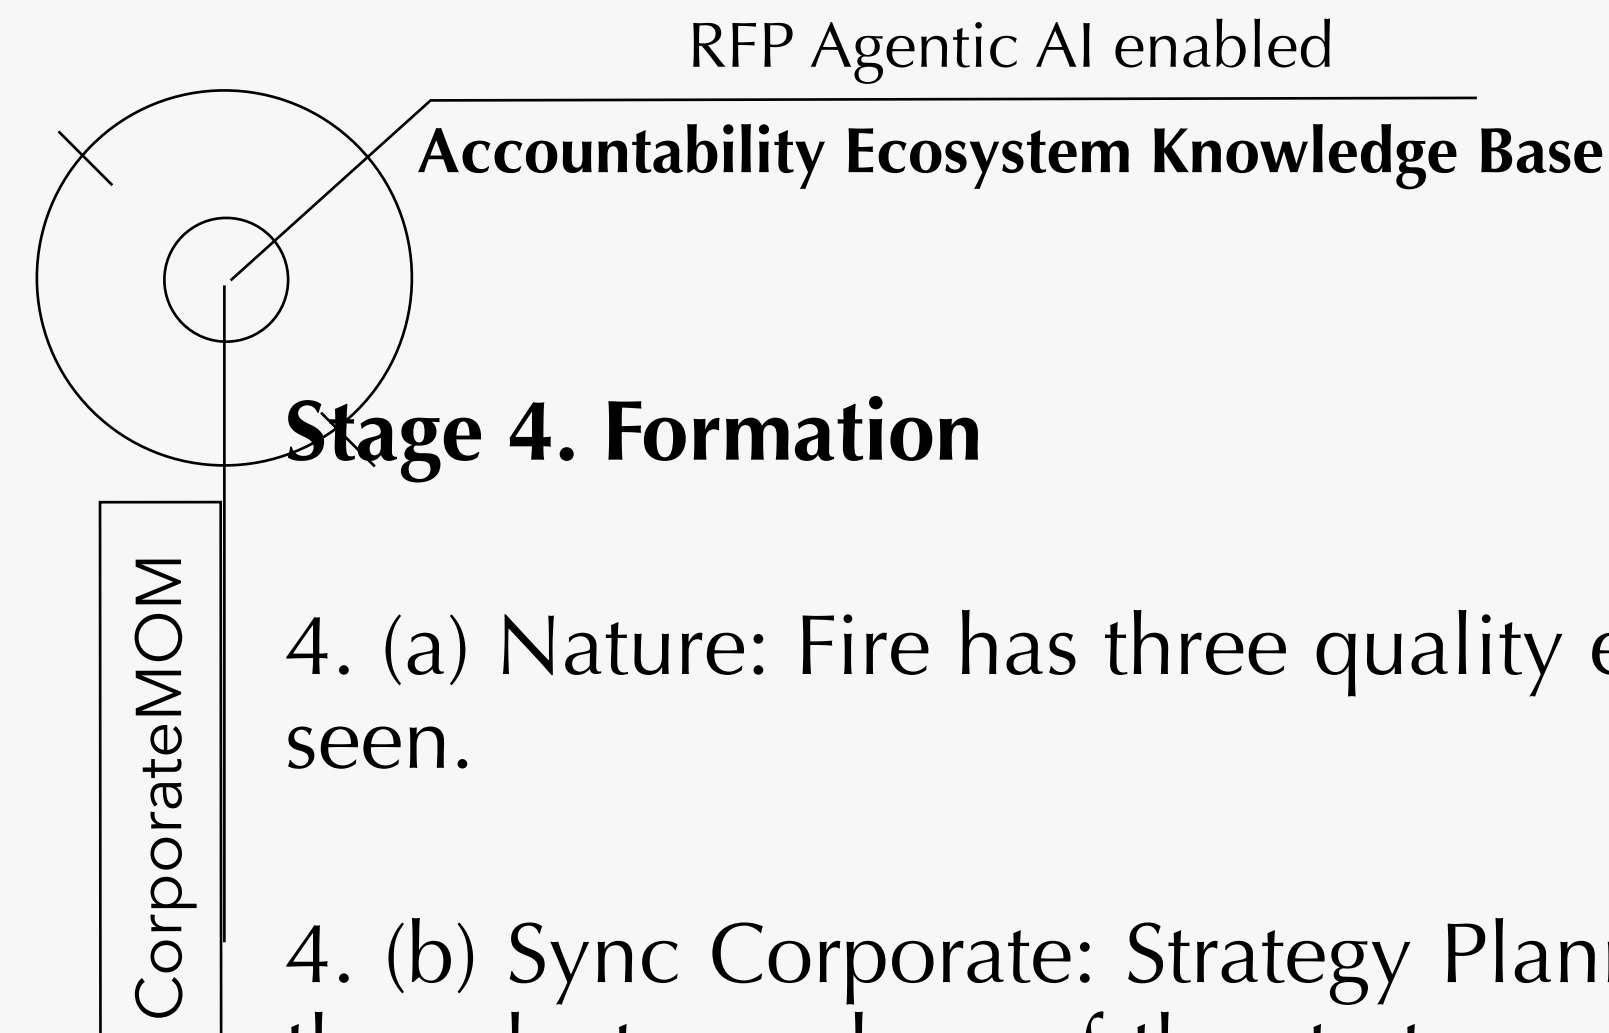 RFP Agentic AI enabled
Accountability Ecosystem Knowledge Base
Stage 4. Formation
CorporateMOM
4. (a) Nature: Fire has three quality
seen.
4. (b) Sync Corporate: Strategy